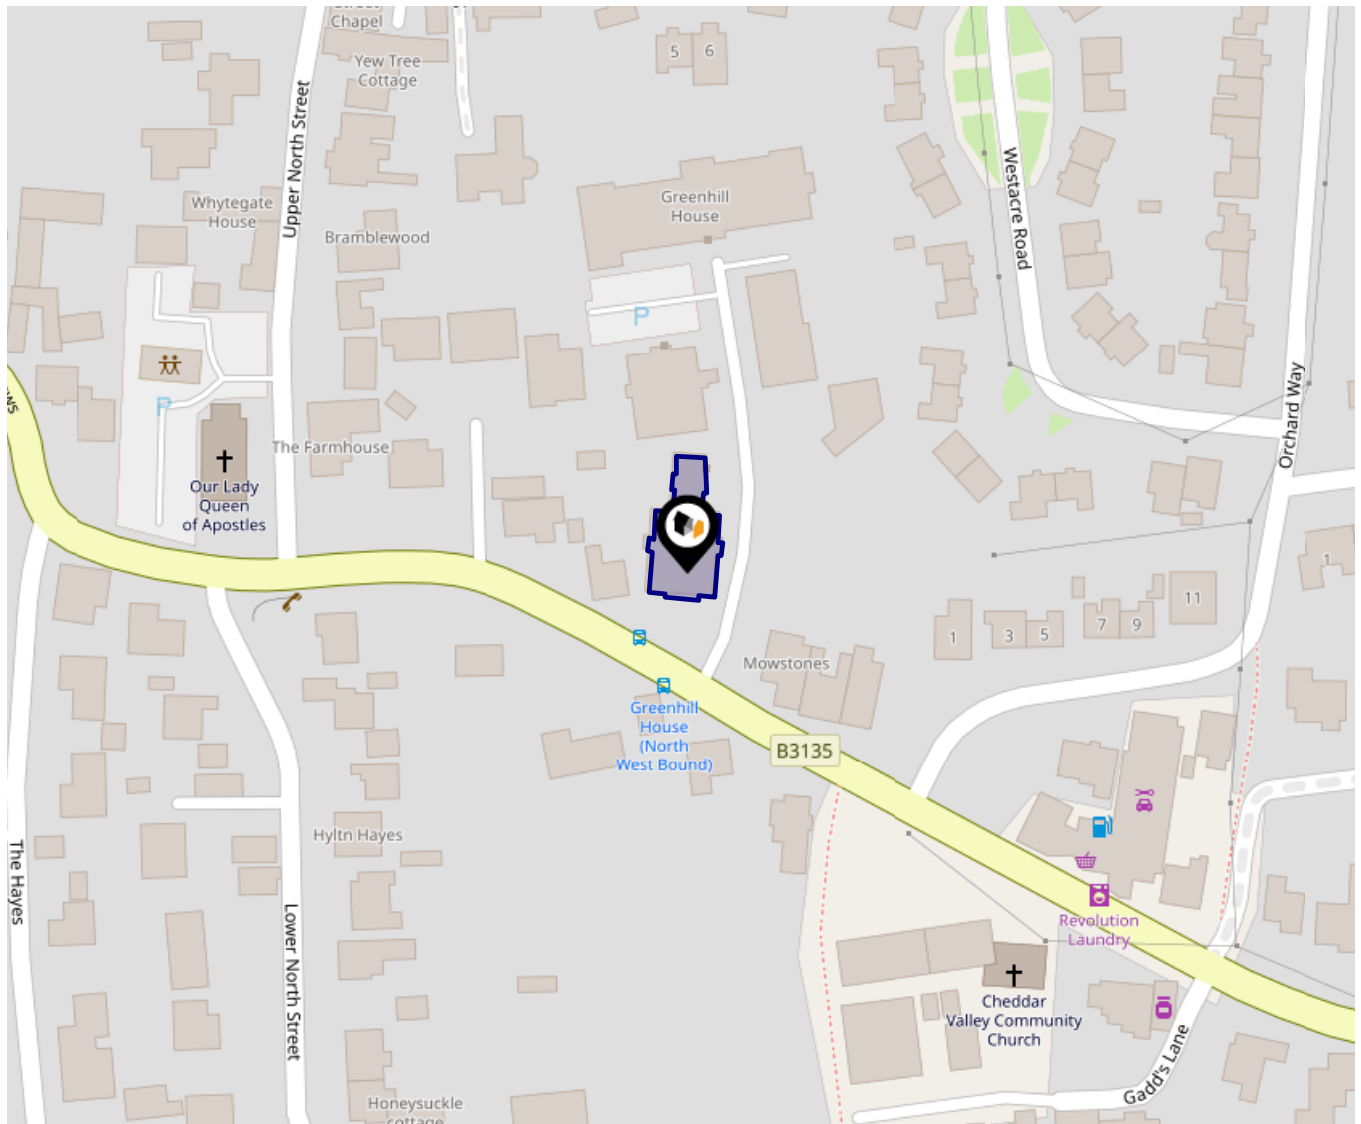 Chapel
Yew Tree
Cottage
5
6
Upper North Street
Westacre Road
Whytegate
House
Greenhill
House
Bramblewood
P
P
Orchard Way
The Farmhouse
Our Lady
Queen
of Apostles
1
11
1
3
5
7
9
Mowstones
Greenhill
House
(North
West Bound)
B3135
Hyltn Hayes
The Hayes
Lower North Street
Revolution
Laundry
Cheddar
Valley Community
Church
Gadd's Lane
Honeysuckle
cottage